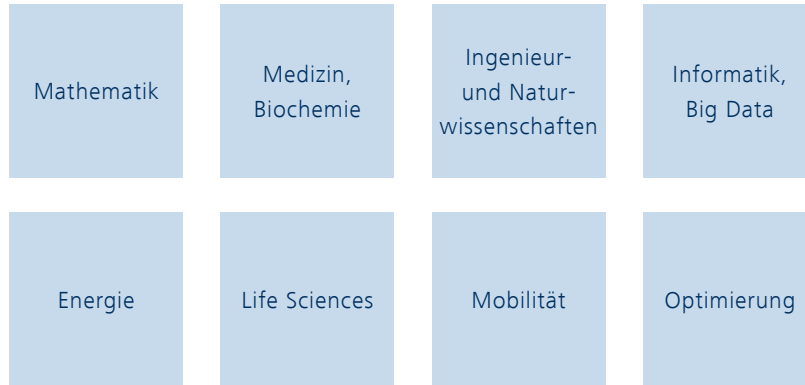 Mathematik
Medizin,
Biochemie
Ingenieur-
und Natur-
wissenschaften
Informatik,
Big Data
Energie
Life Sciences
Mobilität
Optimierung